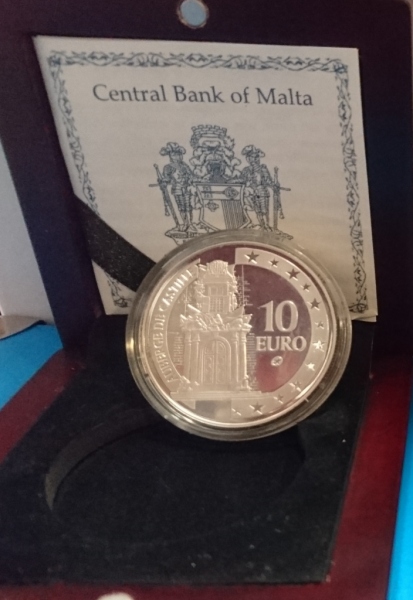 Central Bank of Malta
AUBERGE DE CASTILLE
10
EURO